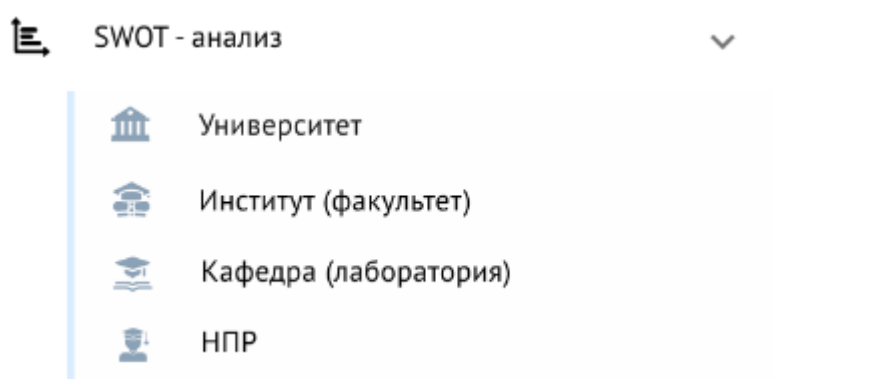 SWOT - анализ
Университет
Институт (факультет)
Кафедра (лаборатория)
НПР